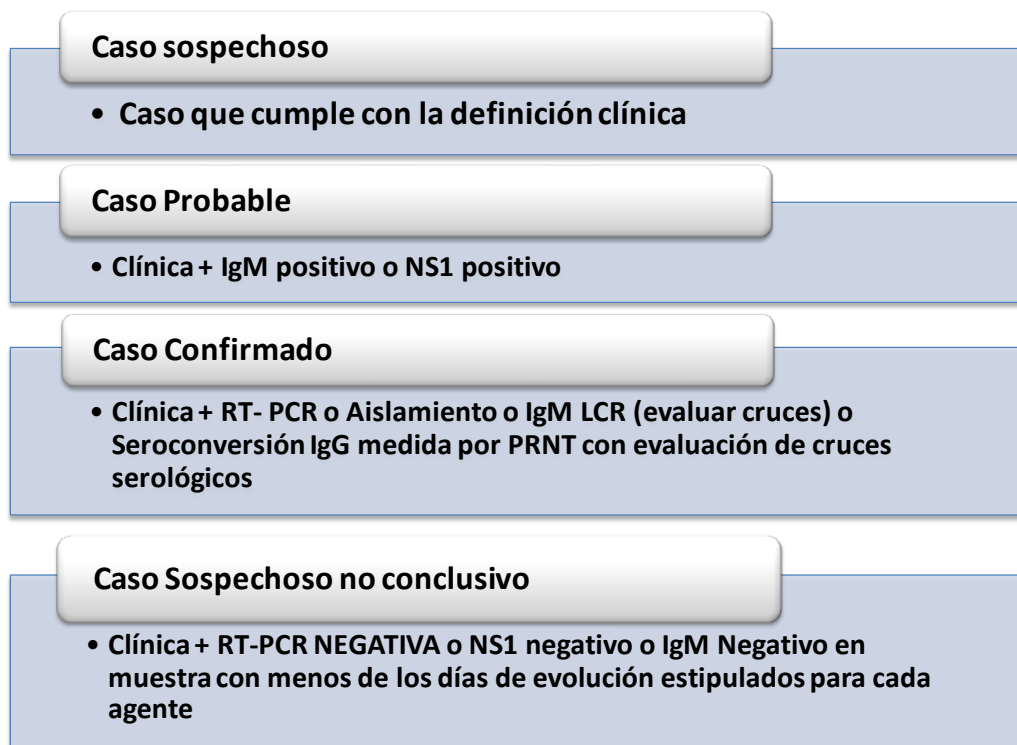 Caso sospechoso
• Caso que cumple con la definición clínica
Caso Probable
• Clínica + IgM positivo o NS1 positivo
Caso Confirmado
• Clínica + RT- PCR o Aislamiento o IgM LCR (evaluar cruces) o
Seroconversión IgG medida por PRNT con evaluación de cruces
serológicos
Caso Sospechoso no conclusivo
• Clínica + RT-PCR NEGATIVA o NS1 negativo o IgM Negativo en
muestra con menos de los días de evolución estipulados para cada
agente